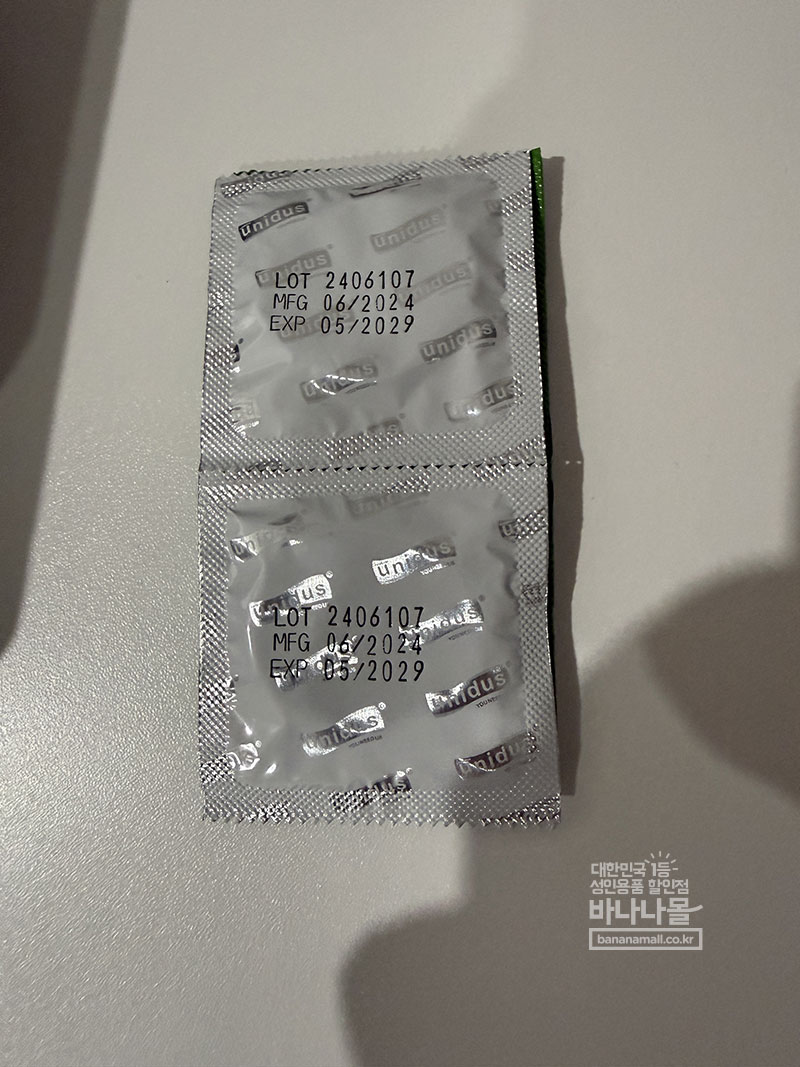 unidus
unidus
unidus
LOT 2406107
MFG 06/2024
EXP 05/2029
unidus
unidus
unidus
unidus
unidus
LOT 2406107
MFG 06/2024
EXP 05/2029
unidus
unidus
unidus
대한민국 1등
성인용품 할인점
바나나몰
bananamall.co.kr